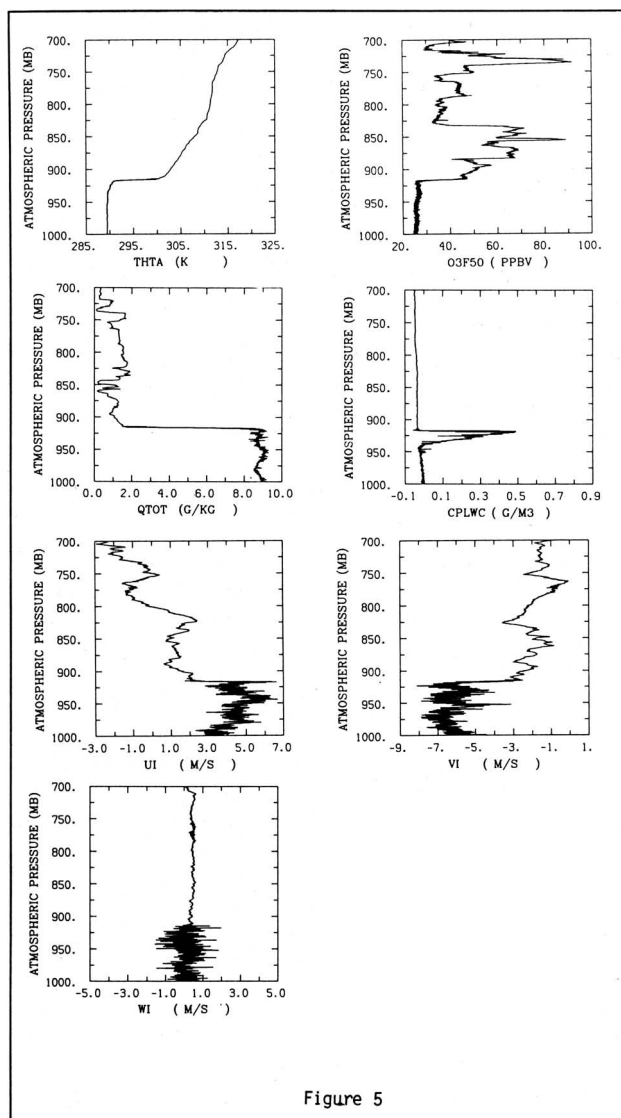 ATMOSPHERIC PRESSURE (MB)
700.
750.
800.
850.
900.
950.
1000.
285. 295. 305. 315. 325.
THTA (K )
ATMOSPHERIC PRESSURE (MB)
700.
750.
800.
850.
900.
950.
1000.
20. 40. 60. 80. 100.
O3F50 ( PPBV )
ATMOSPHERIC PRESSURE (MB)
700.
750.
800.
850.
900.
950.
1000.
0.0 2.0 4.0 6.0 8.0 10.0
QTOT (G/KG )
ATMOSPHERIC PRESSURE (MB)
700.
750.
800.
850.
900.
950.
1000.
-0.1 0.1 0.3 0.5 0.7 0.9
CPLWC ( G/M3 )
ATMOSPHERIC PRESSURE (MB)
700.
750.
800.
850.
900.
950.
1000.
-3.0 -1.0 1.0 3.0 5.0 7.0
UI ( M/S )
ATMOSPHERIC PRESSURE (MB)
700.
750.
800.
850.
900.
950.
1000.
-9. -7. -5. -3. -1. 1.
VI ( M/S )
ATMOSPHERIC PRESSURE (MB)
700.
750.
800.
850.
900.
950.
1000.
-5.0 -3.0 -1.0 1.0 3.0 5.0
WI ( M/S )
Figure 5